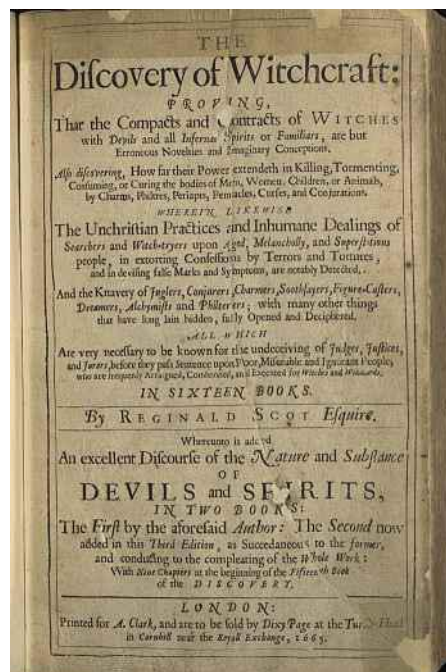 THE
Discovery of Witchcraft:
PROVING,
That the Compacts and Contracts of WITCHES
with Devils and all Infernal Spirits or Familiars, are but
Erroneous Novelties and Imaginary Conceptions.
Also discovering, How far their Power extendeth in Killing, Tormenting,
Consuming, or Curing the bodies of Men, Women, Children, or Animals,
by Charms, Philtres, Periapts, Pentacles, Curses, and Conjurations.
WHEREIN LIKEWISE
The Unchristian Practices and Inhumane Dealings of
Searchers and Witch-tryers upon Aged, Melancholly, and Superstitious
people, in extorting Confessions by Terrors and Tortures,
and in devising false Marks and Symptoms, are notably Detected.
And the Knavery of Juglers, Conjurers, Charmers, Soothsayers, Figure-Casters,
Dreamers, Alchymists and Philterers; with many other things
that have long lain hidden, fully Opened and Deciphered.
ALL WHICH
Are very necessary to be known for the undeceiving of Judges, Justices,
and Jurors, before they pass Sentence upon Poor, Miserable and Ignorant People;
who are frequently Arraigned, Condemned, and Executed for Witches and Wizzards.
IN SIXTEEN BOOKS.
By REGINALD SCOT Esquire.
Whereunto is added
An excellent Discourse of the Nature and Substance
OF
DEVILS and SPIRITS,
IN TWO BOOKS:
The First by the aforesaid Author: The Second now
added in this Third Edition, as Succedaneous to the former,
and conducing to the compleating of the Whole Work:
With Nine Chapters at the beginning of the Fifteenth Book
of the DISCOVERY.
LONDON:
Printed for A. Clark, and are to be sold by Dixy Page at the Turks-Head
in Cornhill near the Royall Exchange, 1665.